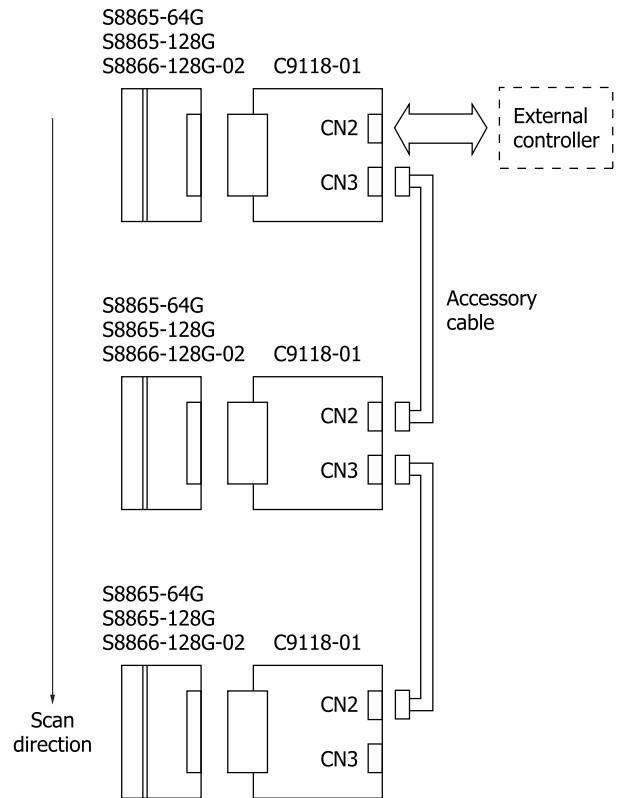 S8865-64G
S8865-128G
S8866-128G-02 C9118-01
CN2
External
controller
CN3
Accessory
cable
S8865-64G
S8865-128G
S8866-128G-02 C9118-01
CN2
CN3
S8865-64G
S8865-128G
S8866-128G-02 C9118-01
CN2
Scan
direction
CN3